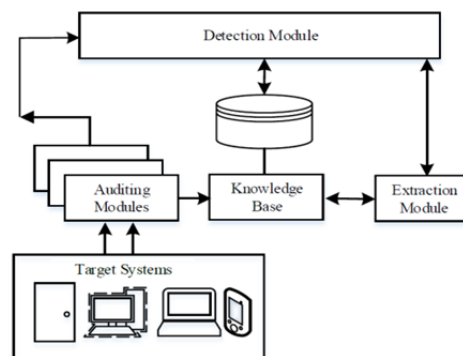 Detection Module
Auditing
Modules
Knowledge
Base
Extraction
Module
Target Systems